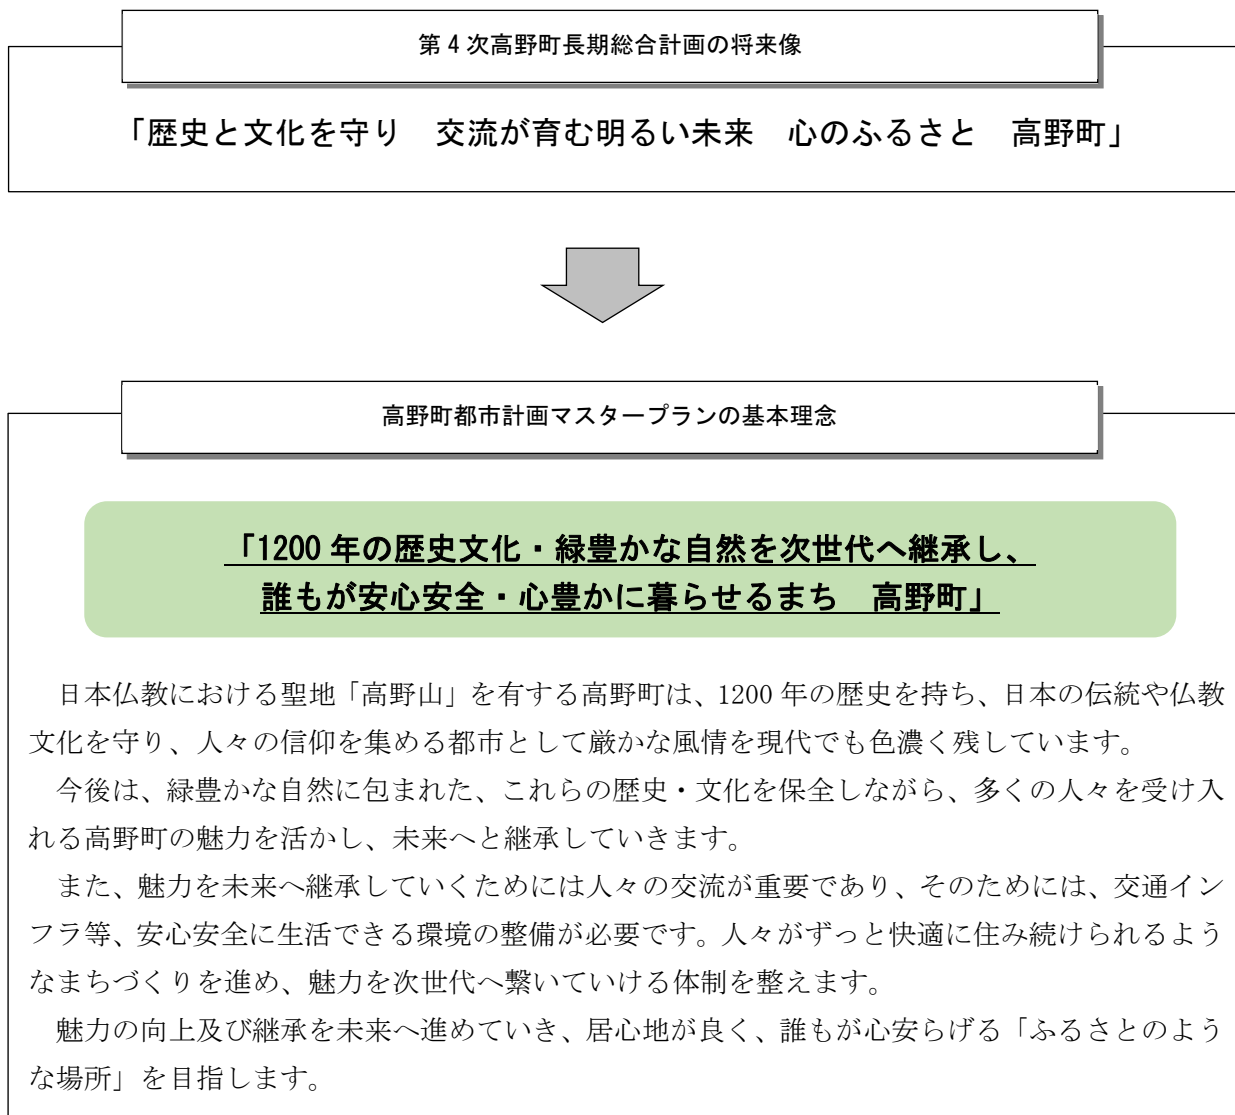 第4次高野町長期総合計画の将来像
「歴史と文化を守り　交流が育む明るい未来　心のふるさと　高野町」
高野町都市計画マスタープランの基本理念
「1200 年の歴史文化・緑豊かな自然を次世代へ継承し、
誰もが安心安全・心豊かに暮らせるまち　高野町」
　日本仏教における聖地「高野山」を有する高野町は、1200 年の歴史を持ち、日本の伝統や仏教
文化を守り、人々の信仰を集める都市として厳かな風情を現代でも色濃く残しています。
　今後は、緑豊かな自然に包まれた、これらの歴史・文化を保全しながら、多くの人々を受け入
れる高野町の魅力を活かし、未来へと継承していきます。
　また、魅力を未来へ継承していくためには人々の交流が重要であり、そのためには、交通イン
フラ等、安心安全に生活できる環境の整備が必要です。人々がずっと快適に住み続けられるよう
なまちづくりを進め、魅力を次世代へ繋いていける体制を整えます。
　魅力の向上及び継承を未来へ進めていき、居心地が良く、誰もが心安らげる「ふるさとのよう
な場所」を目指します。